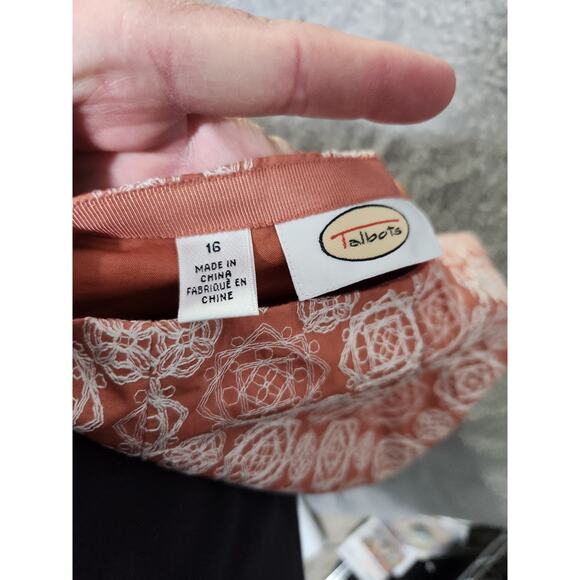 16
MADE IN
CHINA
FABRIQUÉ EN
CHINE
Talbots